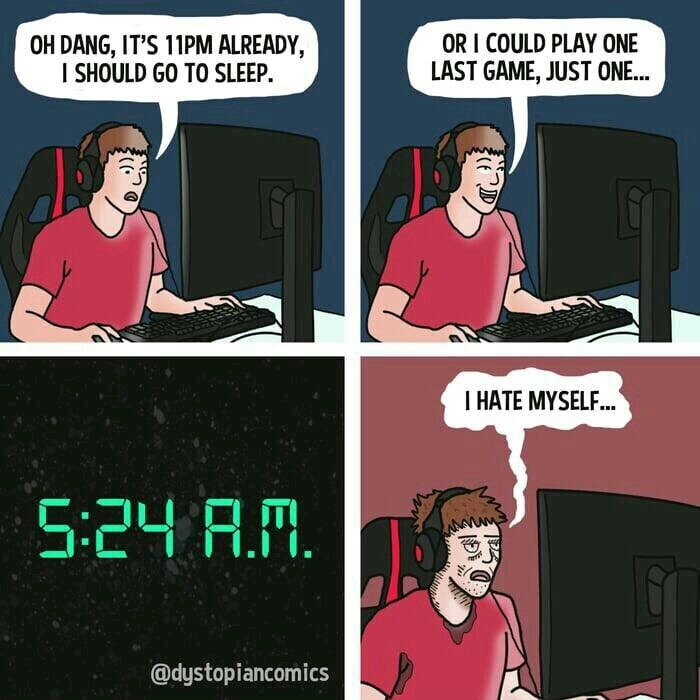 OH DANG, IT'S 11PM ALREADY,
I SHOULD GO TO SLEEP.
OR I COULD PLAY ONE
LAST GAME, JUST ONE...
5:24 A.M.
@dystopiancomics
I HATE MYSELF...